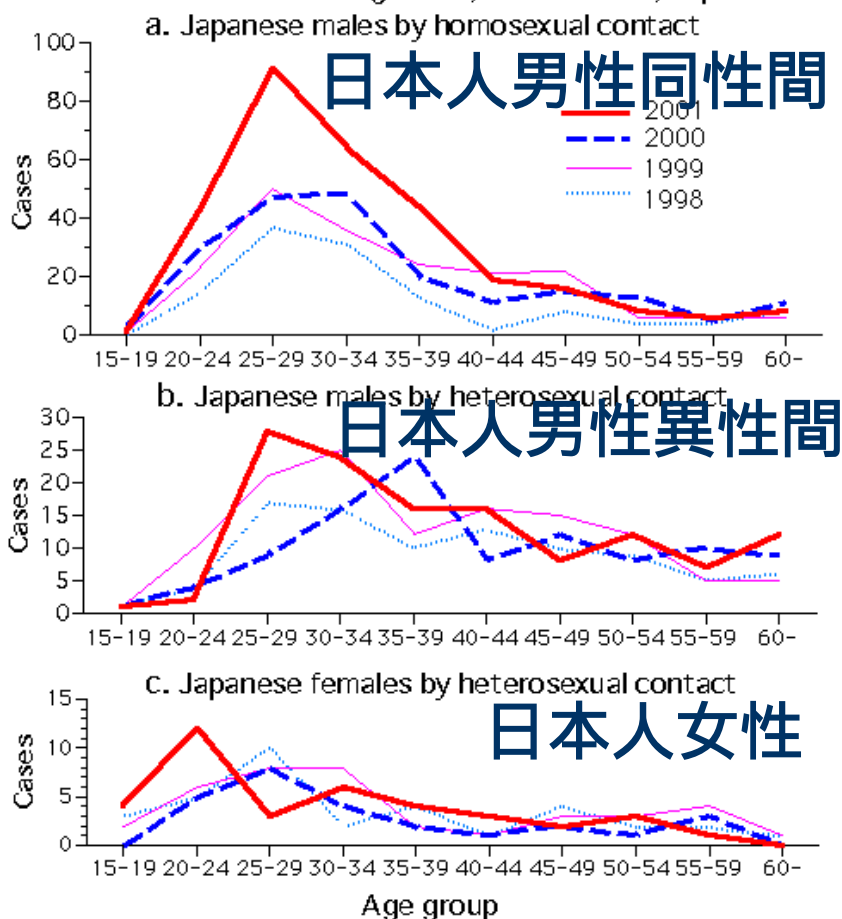 a. Japanese males by homosexual contact
日本人男性同性間
100
80
60
40
20
0
Cases
2001
2000
1999
1998
15-19 20-24 25-29 30-34 35-39 40-44 45-49 50-54 55-59 60-
b. Japanese males by heterosexual contact
日本人男性異性間
30
25
20
15
10
5
0
Cases
15-19 20-24 25-29 30-34 35-39 40-44 45-49 50-54 55-59 60-
c. Japanese females by heterosexual contact
日本人女性
15
10
5
0
Cases
15-19 20-24 25-29 30-34 35-39 40-44 45-49 50-54 55-59 60-
Age group